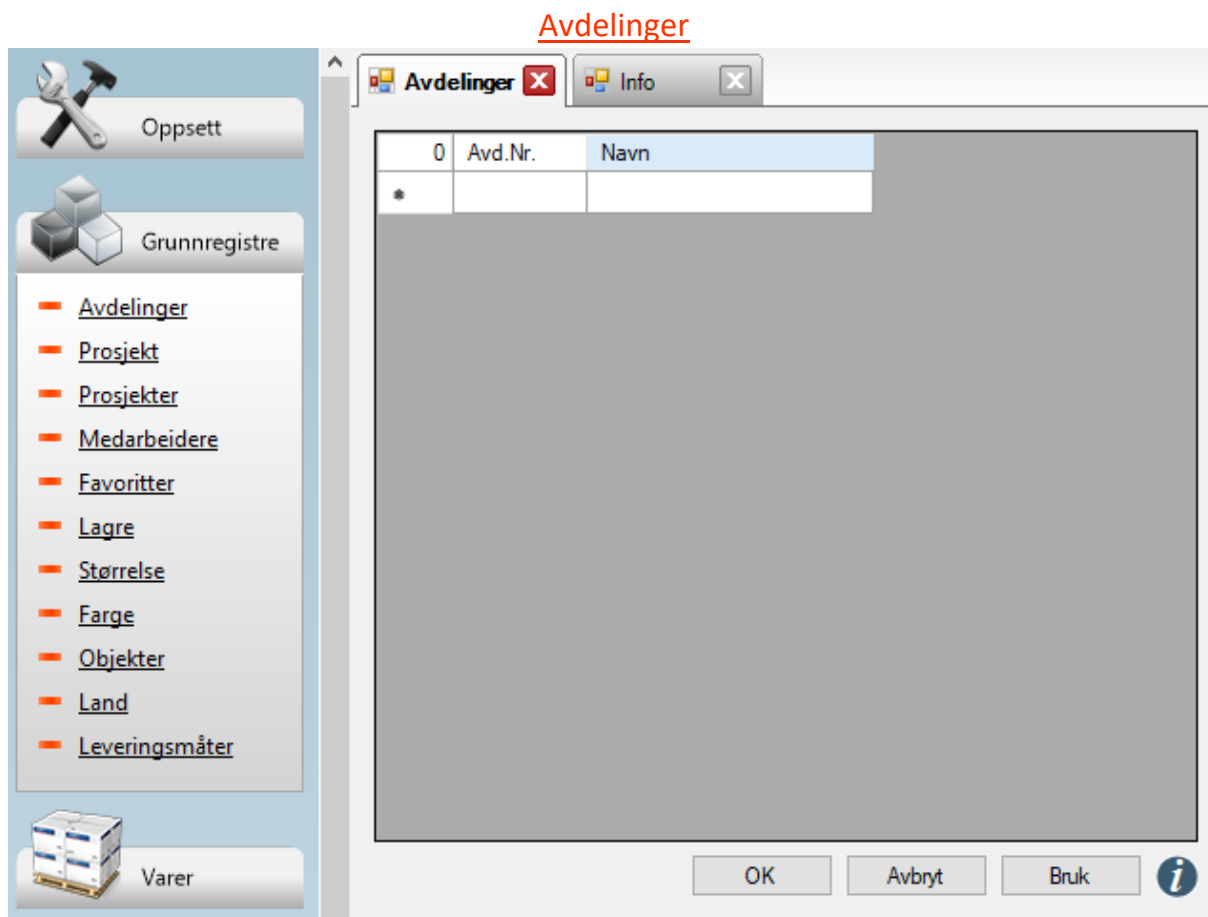 Avdelinger
Oppsett
Grunnregistre
Avdelinger
Prosjekt
Prosjekter
Medarbeidere
Favoritter
Lagre
Størrelse
Farge
Objekter
Land
Leveringsmåter
Varer
Avdelinger Info
0 Avd.Nr. Navn
*
OK Avbryt Bruk i